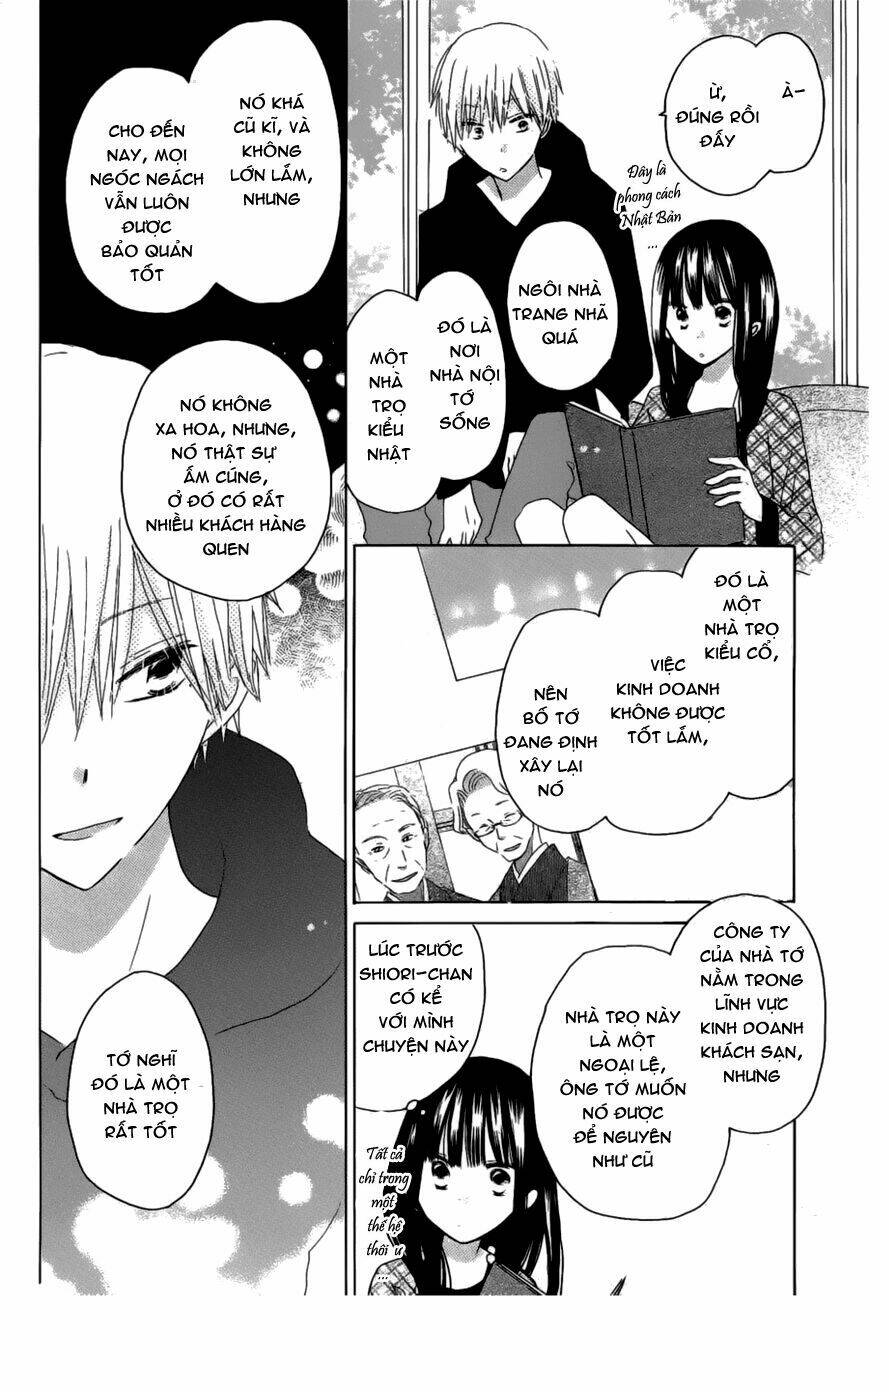 À-
Ừ,
ĐÚNG RỒI
ĐẤY
Đây là
phong cách
Nhật Bản
...
NGÔI NHÀ
TRANG NHÃ
QUÁ
ĐÓ LÀ
NƠI
NHÀ NỘI
TỚ
SỐNG
MỘT
NHÀ
TRỌ
KIỂU
NHẬT
ĐÓ LÀ
MỘT
NHÀ TRỌ
KIỂU CỔ,
VIỆC
KINH DOANH
KHÔNG ĐƯỢC
TỐT LẮM,
NÊN
BỐ TỚ
ĐANG ĐỊNH
XÂY LẠI
NÓ
CÔNG TY
CỦA NHÀ TỚ
NẰM TRONG
LĨNH VỰC
KINH DOANH
KHÁCH SẠN,
NHƯNG
NHÀ TRỌ NÀY
LÀ MỘT
NGOẠI LỆ,
ÔNG TỚ MUỐN
NÓ ĐƯỢC
ĐỂ NGUYÊN
NHƯ CŨ
LÚC TRƯỚC
SHIORI-CHAN
CÓ KỂ
VỚI MÌNH
CHUYỆN NÀY
Tất cả
chỉ trong
một
thế hệ
thôi ư
...
NÓ KHÁ
CŨ KĨ, VÀ
KHÔNG
LỚN LẮM,
NHƯNG
CHO ĐẾN
NAY, MỌI
NGÓC NGÁCH
VẪN LUÔN
ĐƯỢC
BẢO QUẢN
TỐT
NÓ KHÔNG
XA HOA, NHƯNG,
NÓ THẬT SỰ
ẤM CÚNG,
Ở ĐÓ CÓ RẤT
NHIỀU KHÁCH HÀNG
QUEN
TỚ NGHĨ
ĐÓ LÀ MỘT
NHÀ TRỌ
RẤT TỐT